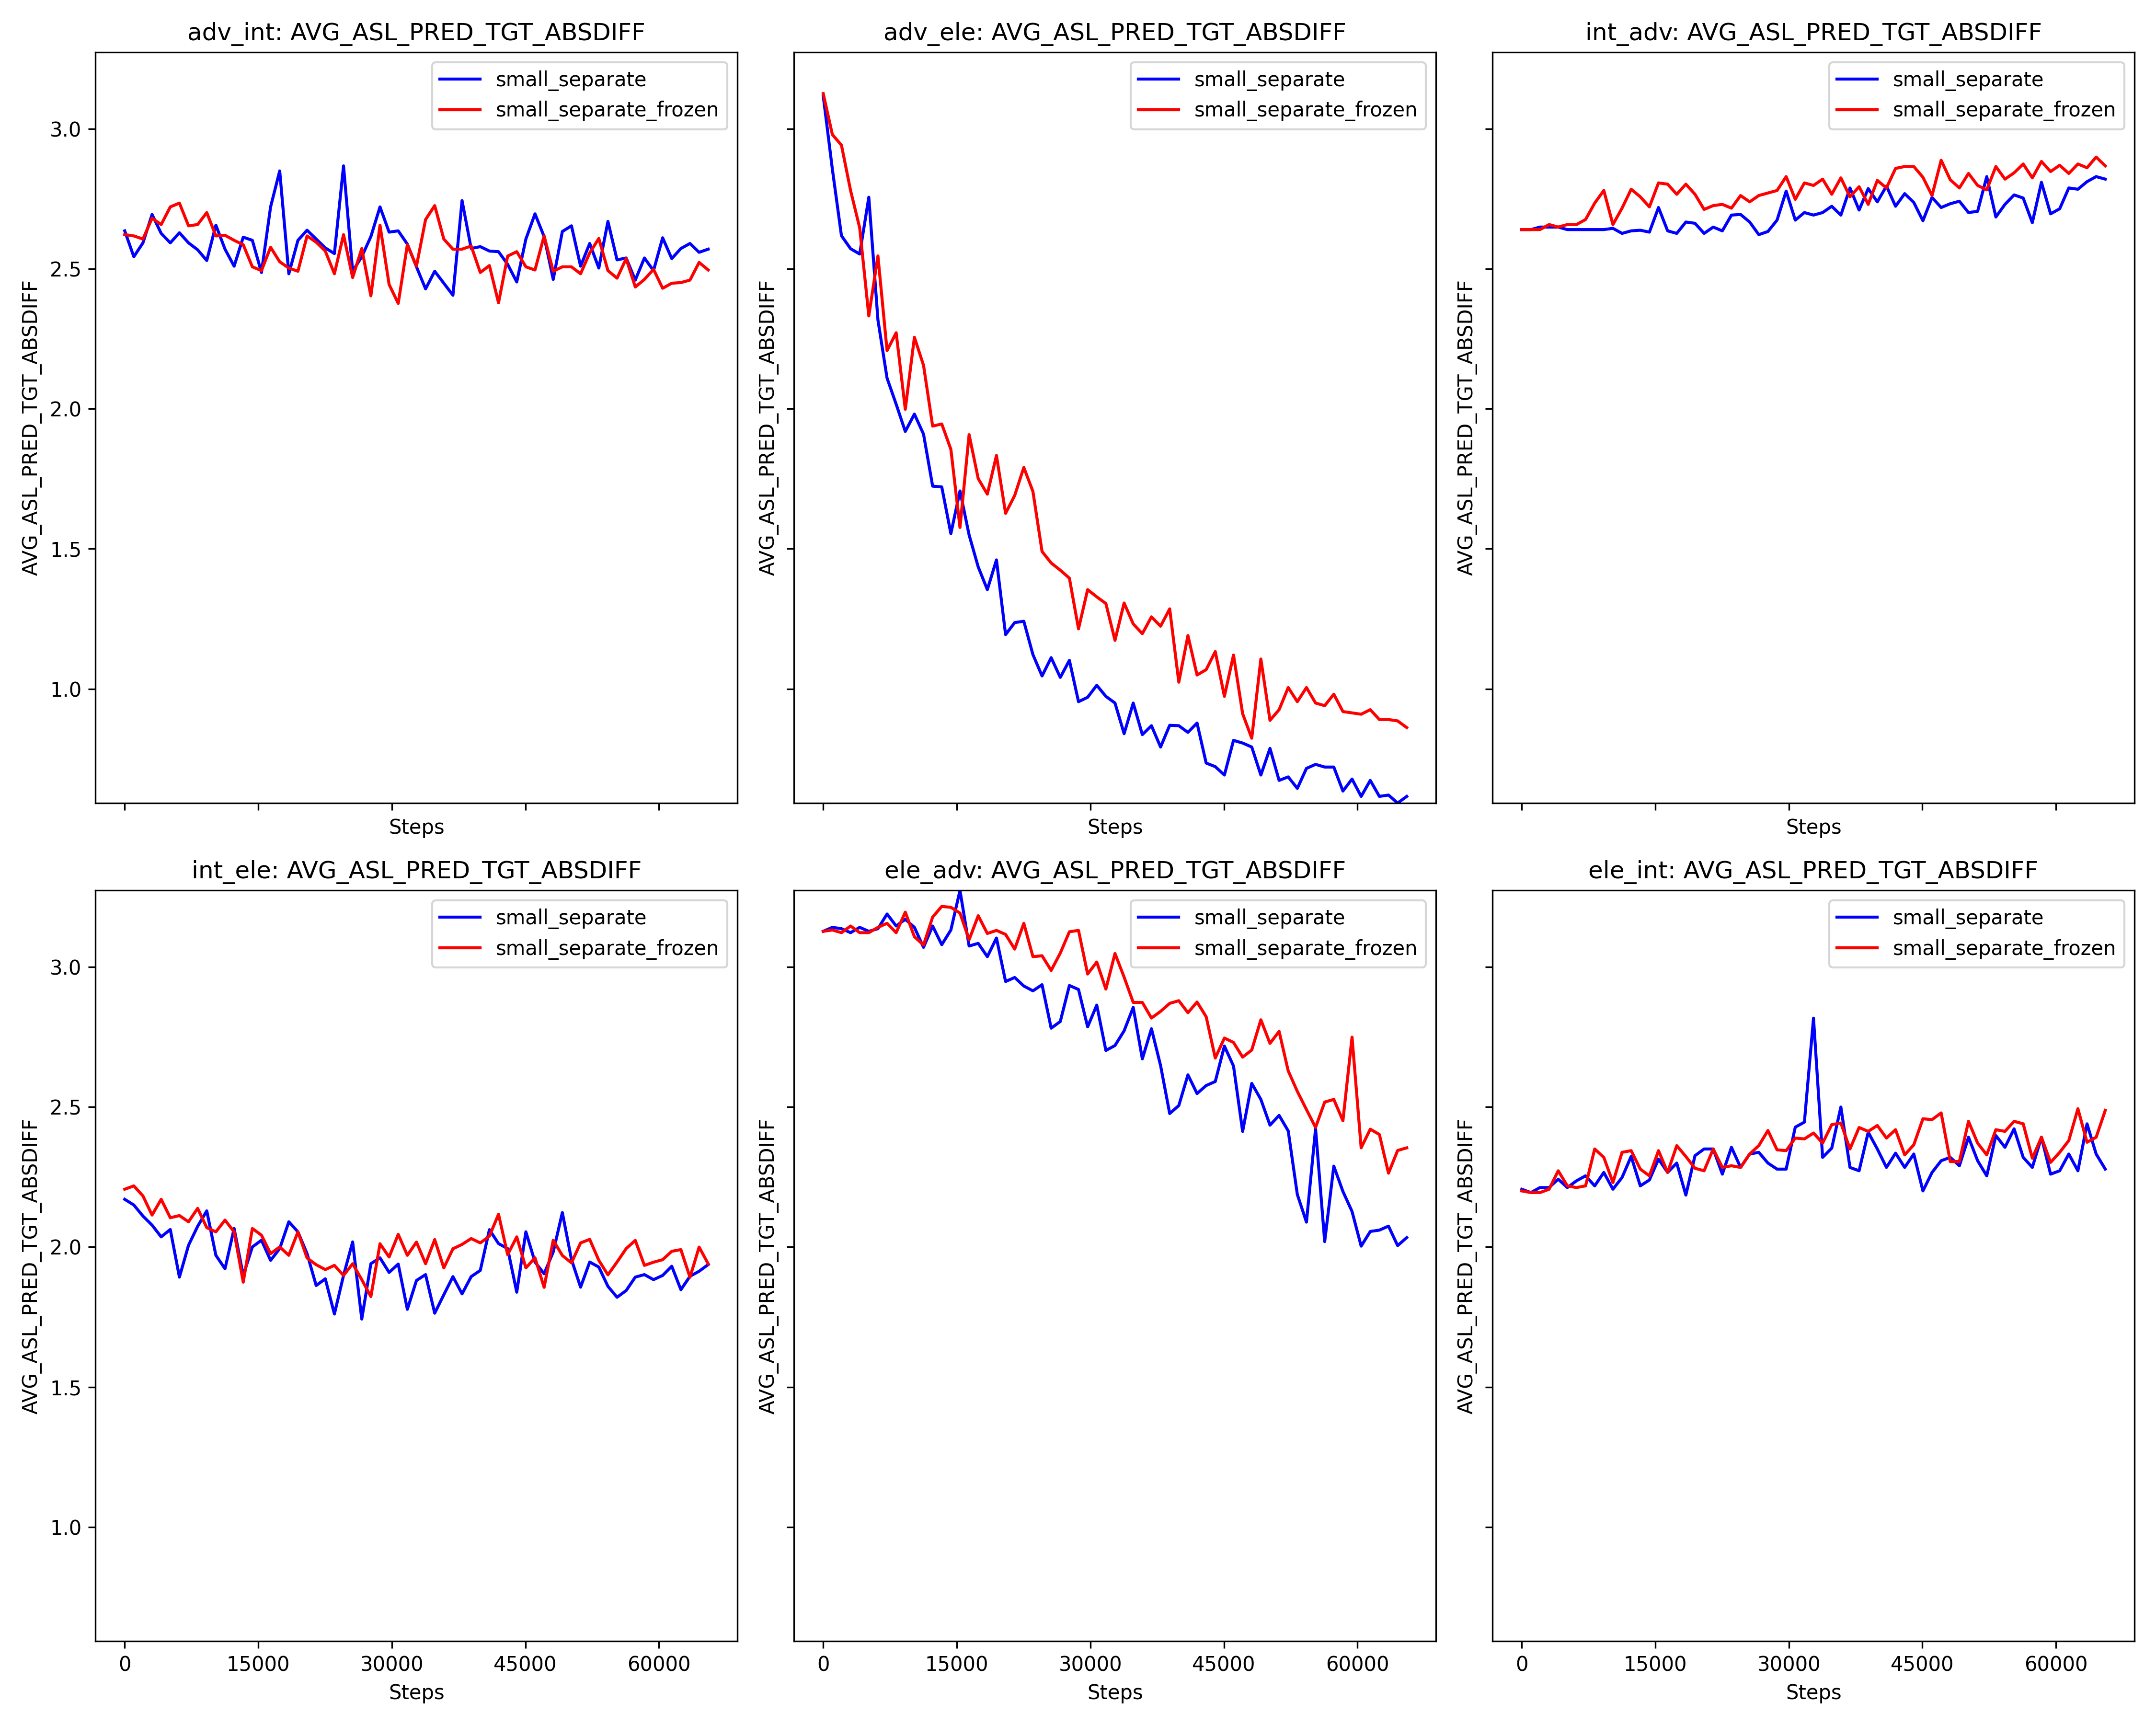 adv_int: AVG_ASL_PRED_TGT_ABSDIFF
adv_ele: AVG_ASL_PRED_TGT_ABSDIFF
int_adv: AVG_ASL_PRED_TGT_ABSDIFF
small_separate
small_separate_frozen
small_separate
small_separate_frozen
small_separate
small_separate_frozen
AVG_ASL_PRED_TGT_ABSDIFF
3.0
2.5
2.0
1.5
1.0
AVG_ASL_PRED_TGT_ABSDIFF
AVG_ASL_PRED_TGT_ABSDIFF
Steps
Steps
Steps
int_ele: AVG_ASL_PRED_TGT_ABSDIFF
ele_adv: AVG_ASL_PRED_TGT_ABSDIFF
ele_int: AVG_ASL_PRED_TGT_ABSDIFF
small_separate
small_separate_frozen
small_separate
small_separate_frozen
small_separate
small_separate_frozen
AVG_ASL_PRED_TGT_ABSDIFF
3.0
2.5
2.0
1.5
1.0
AVG_ASL_PRED_TGT_ABSDIFF
AVG_ASL_PRED_TGT_ABSDIFF
0 15000 30000 45000 60000
0 15000 30000 45000 60000
0 15000 30000 45000 60000
Steps
Steps
Steps